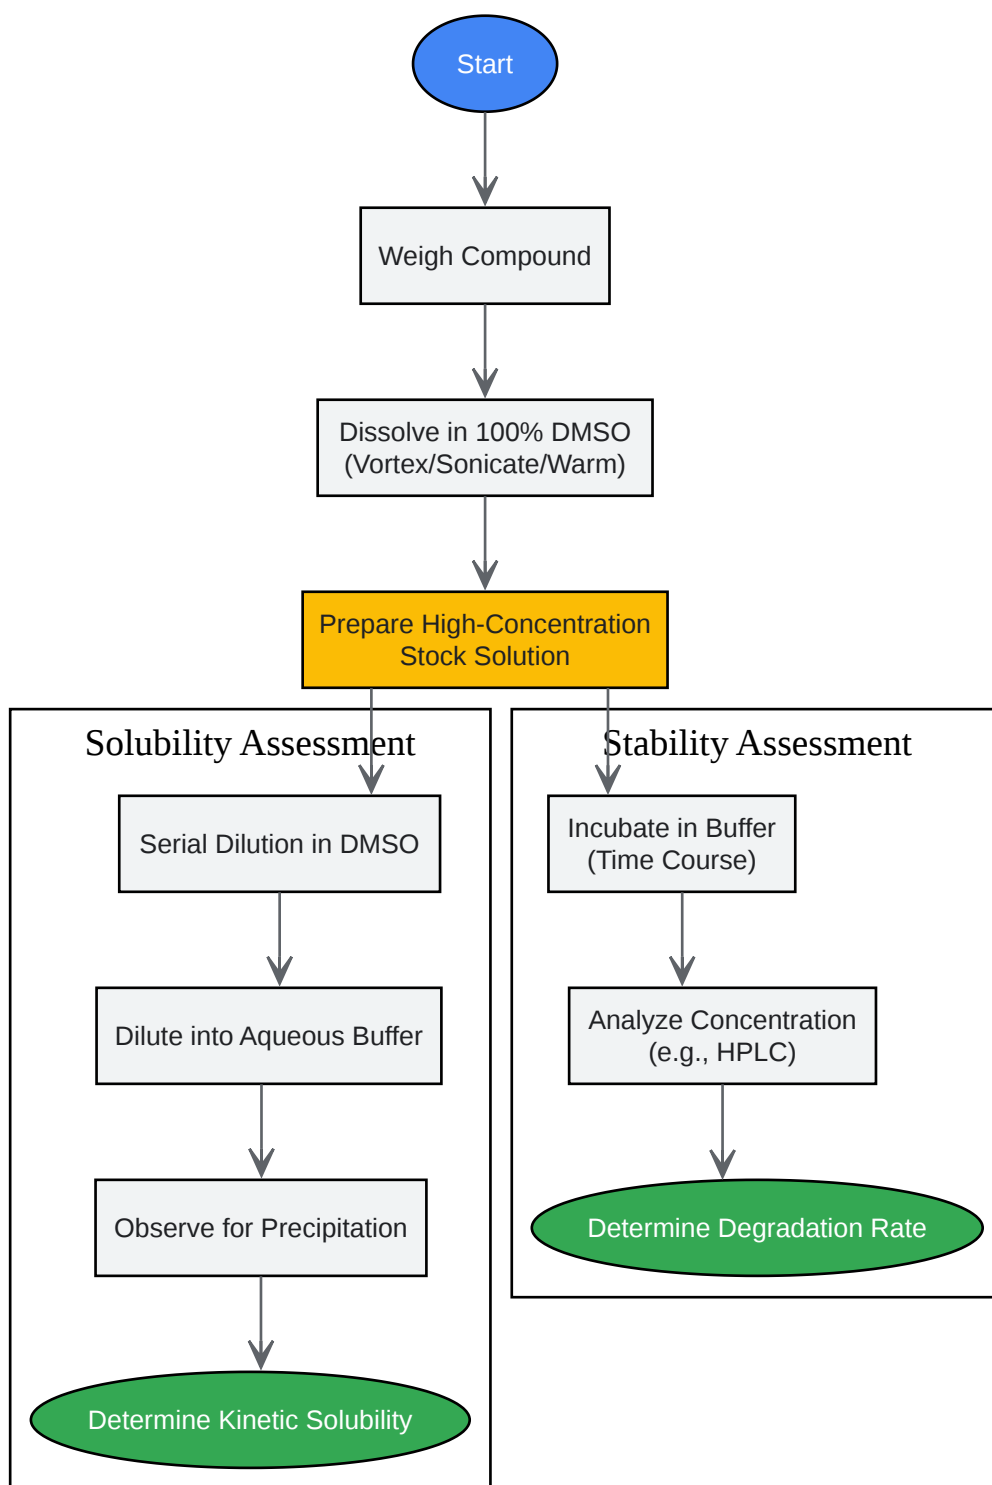 Start
Weigh Compound
Dissolve in 100% DMSO
(Vortex/Sonicate/Warm)
Prepare High-Concentration
Stock Solution
Solubility Assessment
Serial Dilution in DMSO
Dilute into Aqueous Buffer
Observe for Precipitation
Determine Kinetic Solubility
Stability Assessment
Incubate in Buffer
(Time Course)
Analyze Concentration
(e.g., HPLC)
Determine Degradation Rate